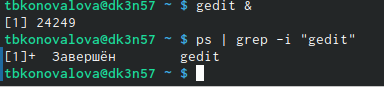 tbkonovalova@dk3n57 ~ $ gedit &
[1] 24249
tbkonovalova@dk3n57 ~ $ ps | grep -i "gedit"
[1]+  Завершён        gedit
tbkonovalova@dk3n57 ~ $